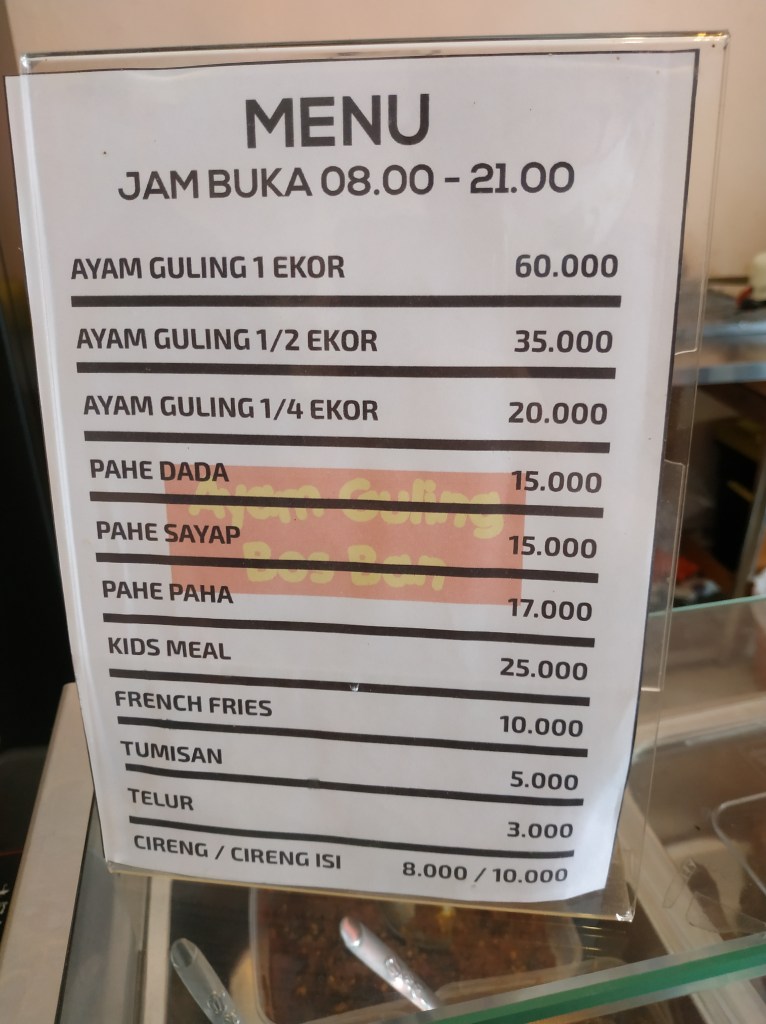 MENU
JAM BUKA 08.00 - 21.00
AYAM GULING 1 EKOR 60.000
AYAM GULING 1/2 EKOR 35.000
AYAM GULING 1/4 EKOR 20.000
PAHE DADA 15.000
Ayam Guling
PAHE SAYAP 15.000
Bos Ban
PAHE PAHA 17.000
KIDS MEAL 25.000
FRENCH FRIES 10.000
TUMISAN 5.000
TELUR 3.000
CIRENG / CIRENG ISI 8.000 / 10.000